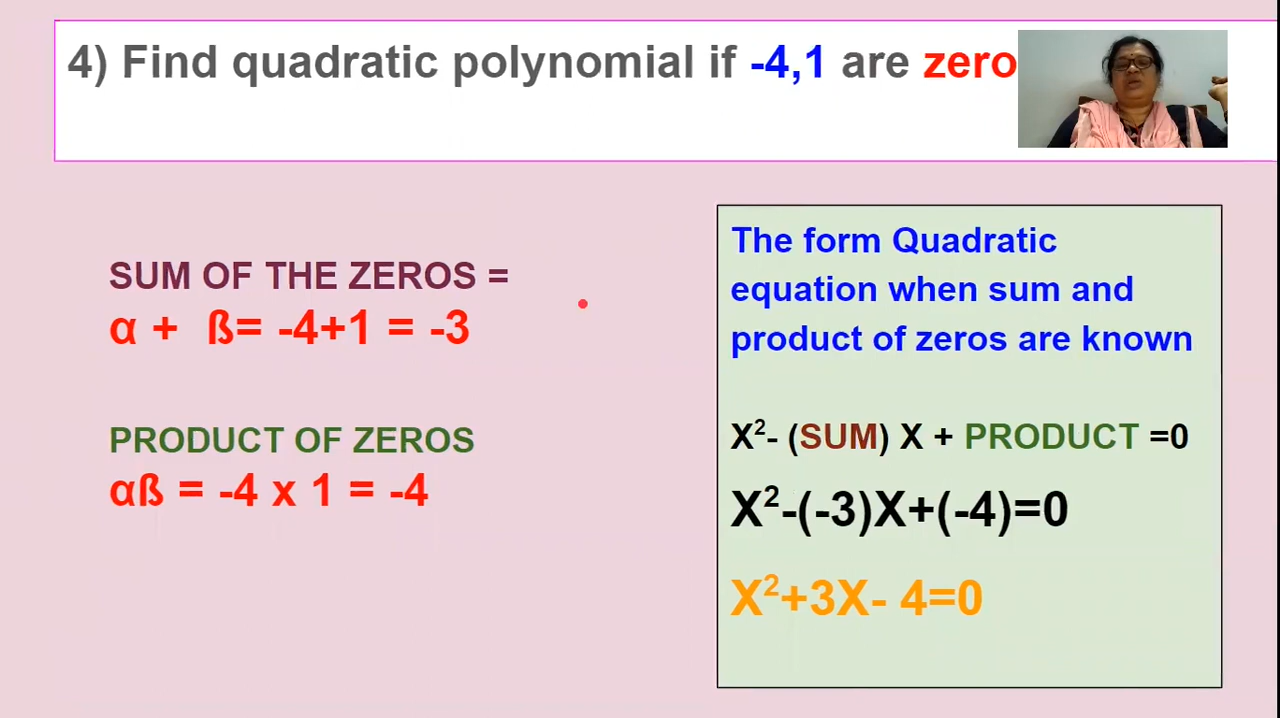 4) Find quadratic polynomial if -4,1 are zero
SUM OF THE ZEROS =
α + ß= -4+1 = -3
PRODUCT OF ZEROS
αß = -4 x 1 = -4
The form Quadratic
equation when sum and
product of zeros are known
X²- (SUM) X + PRODUCT =0
X²-(-3)X+(-4)=0
X²+3X- 4=0